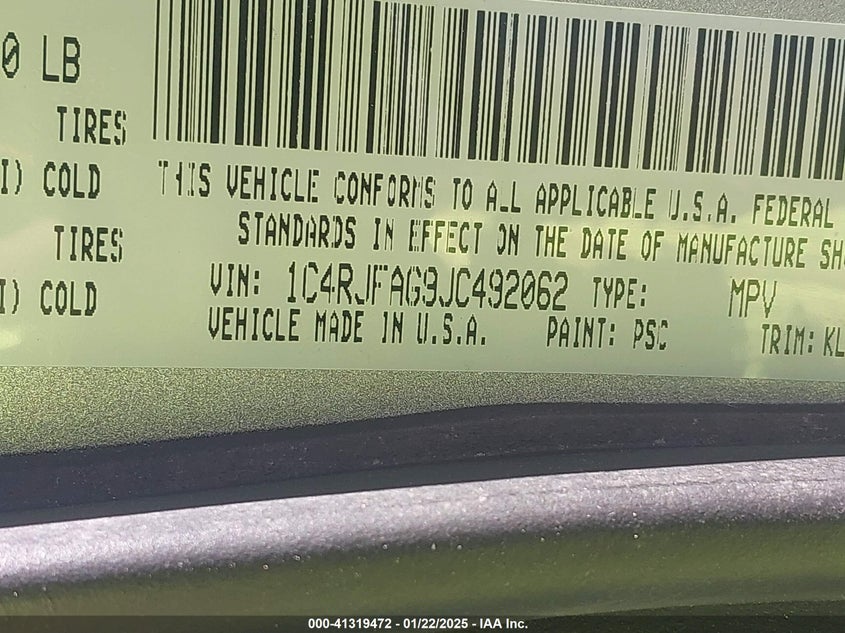 0 LB
TIRES
I) COLD
TIRES
I) COLD
THIS VEHICLE CONFORMS TO ALL APPLICABLE U.S.A. FEDERAL
STANDARDS IN EFFECT ON THE DATE OF MANUFACTURE SH
VIN: 1C4RJFAG9JC492062 TYPE: MPV
VEHICLE MADE IN U.S.A. PAINT: PSC TRIM: KL
000-41319472 - 01/22/2025 - IAA Inc.